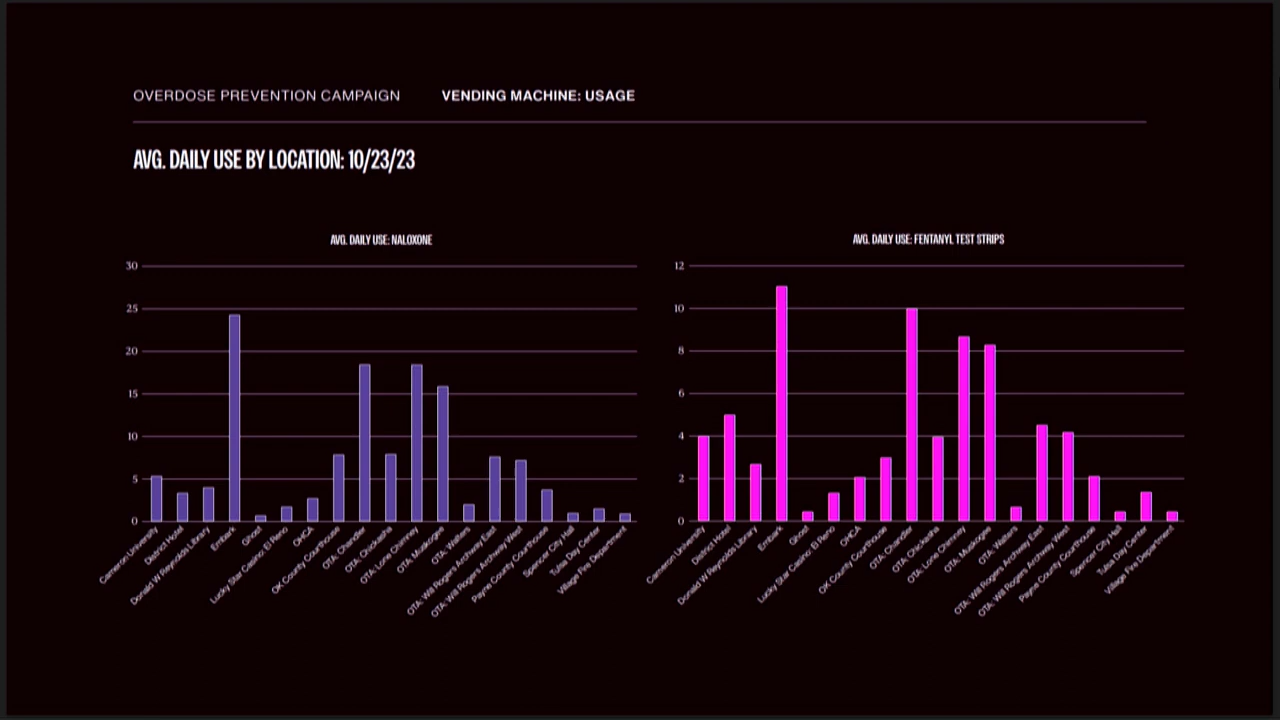 OVERDOSE PREVENTION CAMPAIGN VENDING MACHINE: USAGE
AVG. DAILY USE BY LOCATION: 10/23/23
AVG. DAILY USE: NALOXONE
30
25
20
15
10
5
0
Cameron University
District Hotel
Donald W Reynolds Library
Embark
Ghost
Lucky Star Casino: El Reno
OHCA
OK County Courthouse
OTA: Chandler
OTA: Chickasha
OTA: Lone Chimney
OTA: Muskogee
OTA: Walters
OTA: Will Rogers Archway East
OTA: Will Rogers Archway West
Payne County Courthouse
Spencer City Hall
Tulsa Day Center
Village Fire Department
AVG. DAILY USE: FENTANYL TEST STRIPS
12
10
8
6
4
2
0
Cameron University
District Hotel
Donald W Reynolds Library
Embark
Ghost
Lucky Star Casino: El Reno
OHCA
OK County Courthouse
OTA: Chandler
OTA: Chickasha
OTA: Lone Chimney
OTA: Muskogee
OTA: Walters
OTA: Will Rogers Archway East
OTA: Will Rogers Archway West
Payne County Courthouse
Spencer City Hall
Tulsa Day Center
Village Fire Department